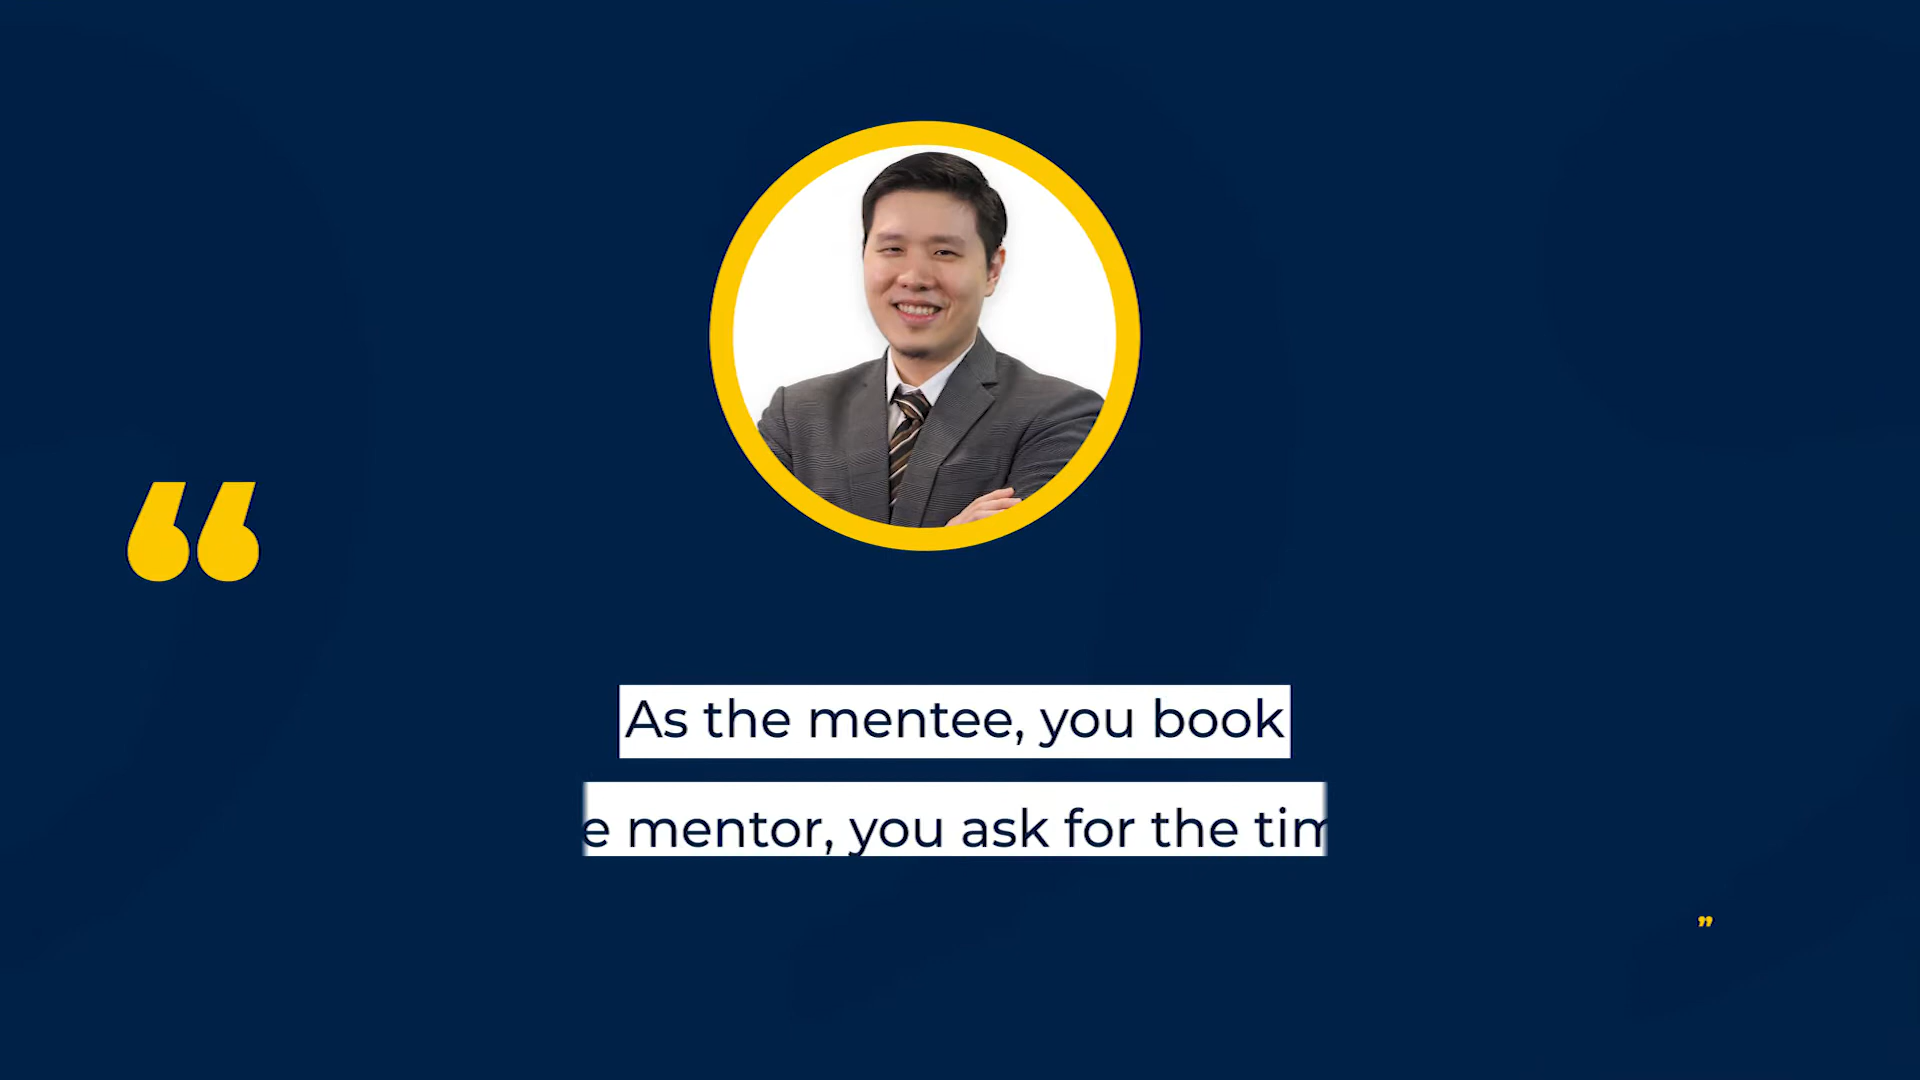 “
As the mentee, you book
e mentor, you ask for the tim
”